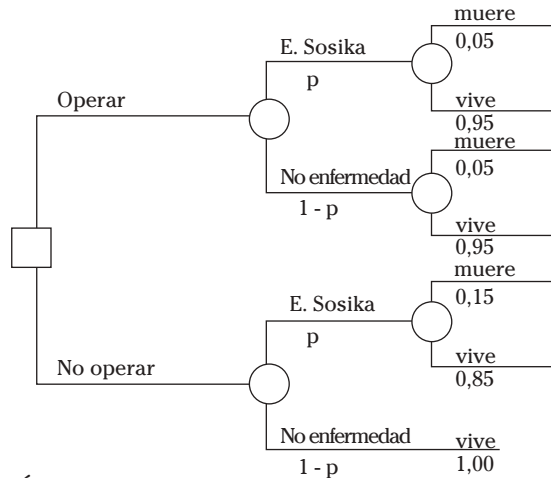 muere
E. Sosika
0,05
p
Operar
vive
0,95
muere
0,05
No enfermedad
1 - p
vive
0,95
muere
E. Sosika
0,15
p
No operar
vive
0,85
No enfermedad
vive
1 - p
1,00